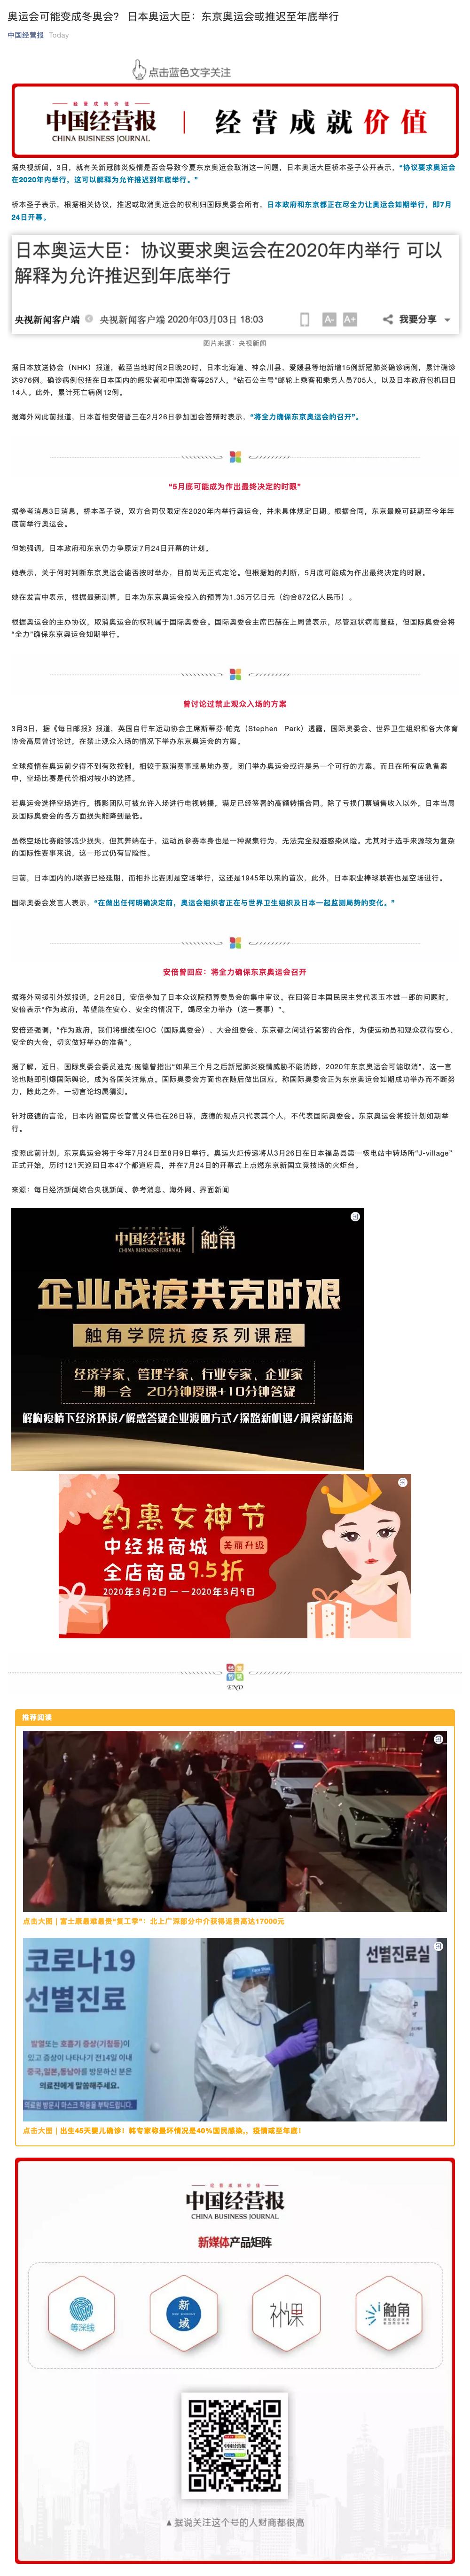 奥运会可能变成冬奥会？ 日本奥运大臣：东京奥运会或推迟至年底举行
中国经营报 Today
点击蓝色文字关注
经营成就价值
中国经营报
CHINA BUSINESS JOURNAL
经营成就价值
据央视新闻，3日，就有关新冠肺炎疫情是否会导致今夏东京奥运会取消这一问题，日本奥运大臣桥本圣子公开表示，“协议要求奥运会
在2020年内举行，这可以解释为允许推迟到年底举行。”
桥本圣子表示，根据相关协议，推迟或取消奥运会的权利归国际奥委会所有，日本政府和东京都正在尽全力让奥运会如期举行，即7月
24日开幕。
日本奥运大臣：协议要求奥运会在2020年内举行 可以
解释为允许推迟到年底举行
央视新闻客户端 央视新闻客户端 2020年03月03日 18:03 A- A+ 我要分享
图片来源：央视新闻
据日本放送协会（NHK）报道，截至当地时间2日晚20时，日本北海道、神奈川县、爱媛县等地新增15例新冠肺炎确诊病例，累计确诊
达976例。确诊病例包括在日本国内的感染者和中国游客等257人，“钻石公主号”邮轮上乘客和乘务人员705人，以及日本政府包机回日
14人。此外，累计死亡病例12例。
据海外网此前报道，日本首相安倍晋三在2月26日参加国会答辩时表示，“将全力确保东京奥运会的召开”。
“5月底可能成为作出最终决定的时限”
据参考消息3日消息，桥本圣子说，双方合同仅限定在2020年内举行奥运会，并未具体规定日期。根据合同，东京最晚可延期至今年年
底前举行奥运会。
但她强调，日本政府和东京仍力争原定7月24日开幕的计划。
她表示，关于何时判断东京奥运会能否按时举办，目前尚无正式定论。但根据她的判断，5月底可能成为作出最终决定的时限。
她在发言中表示，根据最新测算，日本为东京奥运会投入的预算为1.35万亿日元（约合872亿人民币）。
根据奥运会的主办协议，取消奥运会的权利属于国际奥委会。国际奥委会主席巴赫在上周曾表示，尽管冠状病毒蔓延，但国际奥委会将
“全力”确保东京奥运会如期举行。
曾讨论过禁止观众入场的方案
3月3日，据《每日邮报》报道，英国自行车运动协会主席斯蒂芬·帕克（Stephen Park）透露，国际奥委会、世界卫生组织和各大体育
协会高层曾讨论过，在禁止观众入场的情况下举办东京奥运会的方案。
全球疫情在奥运前夕得不到有效控制，相较于取消赛事或易地办赛，闭门举办奥运会或许是另一个可行的方案。而且在所有应急备案
中，空场比赛是代价相对较小的选择。
若奥运会选择空场进行，摄影团队可被允许入场进行电视转播，满足已经签署的高额转播合同。除了亏损门票销售收入以外，日本当局
及国际奥委会的各方面损失能降到最低。
虽然空场比赛能够减少损失，但其弊端在于，运动员参赛本身也是一种聚集行为，无法完全规避感染风险。尤其对于选手来源较为复杂
的国际性赛事来说，这一形式仍有冒险性。
目前，日本国内的J联赛已经延期，而相扑比赛则是空场举行，这还是1945年以来的首次，此外，日本职业棒球联赛也是空场进行。
国际奥委会发言人表示，“在做出任何明确决定前，奥运会组织者正在与世界卫生组织及日本一起监测局势的变化。”
安倍曾回应：将全力确保东京奥运会召开
据海外网援引外媒报道，2月26日，安倍参加了日本众议院预算委员会的集中审议。在回答日本国民民主党代表玉木雄一郎的问题时，
安倍表示“作为政府，希望能在安心、安全的情况下，竭尽全力举办（这一赛事）”。
安倍还强调，“作为政府，我们将继续在IOC（国际奥委会）、大会组委会、东京都之间进行紧密的合作，为使运动员和观众获得安心、
安全的大会，切实做好举办的准备”。
据了解，近日，国际奥委会委员迪克·庞德曾指出“如果三个月之后新冠肺炎疫情威胁不能消除，2020年东京奥运会可能取消”，这一言
论也随即引爆国际舆论，成为各国关注焦点。国际奥委会方面也在随后做出回应，称国际奥委会正为东京奥运会如期成功举办而不断努
力，除此之外，一切言论均属猜测。
针对庞德的言论，日本内阁官房长官菅义伟也在26日称，庞德的观点只代表其个人，不代表国际奥委会。东京奥运会将按计划如期举
行。
按照此前计划，东京奥运会将于今年7月24日至8月9日举行。奥运火炬传递将从3月26日在日本福岛县第一核电站中转场所“J-village”
正式开始，历时121天巡回日本47个都道府县，并在7月24日的开幕式上点燃东京新国立竞技场的火炬台。
来源：每日经济新闻综合央视新闻、参考消息、海外网、界面新闻
中国经营报
CHINA BUSINESS JOURNAL
触角
企业战疫共克时艰
触角学院抗疫系列课程
经济学家、管理学家、行业专家、企业家
一期一会 20分钟授课+10分钟答疑
解构疫情下经济环境/解惑答疑企业渡闸方式/探路新机遇/洞察新蓝海
约惠女神节
中经报商城 美丽升级
全店商品9.5折
2020年3月2日——2020年3月9日
END
推荐阅读
点击大图｜富士康最难最贵“复工季”：北上广深部分中介获得返费高达17000元
코로나19
선별진료
선별진료실
발열또는 호흡기 증상(기침등)이
있고 증상이 나타나기 전14일 이내
중국,일본,동남아를 방문한 분은
의료진에게 말씀해주세요.
点击大图｜出生45天婴儿确诊！韩专家称最坏情况是40%国民感染,，疫情或至年底！
经营成就价值
中国经营报
CHINA BUSINESS JOURNAL
新媒体产品矩阵
等深线
新域
补课
触角
▲据说关注这个号的人财商都很高